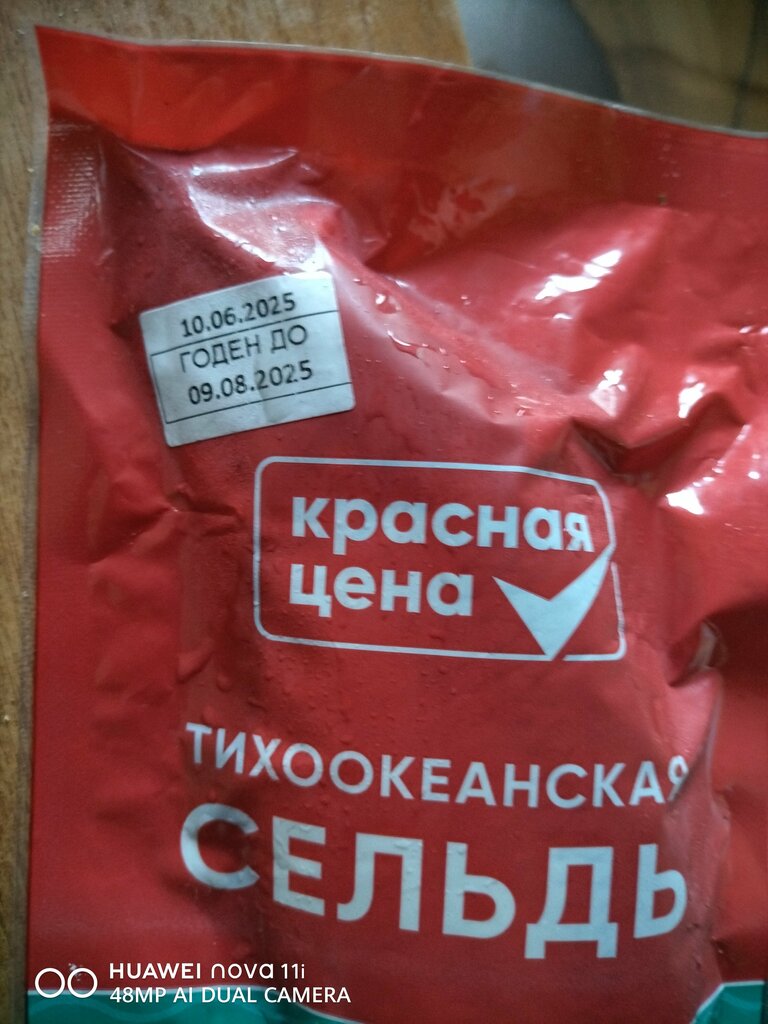 10.06.2025
ГОДЕН ДО
09.08.2025
красная
цена
ТИХООКЕАНСКАЯ
СЕЛЬДЬ
HUAWEI nova 11i
48MP AI DUAL CAMERA